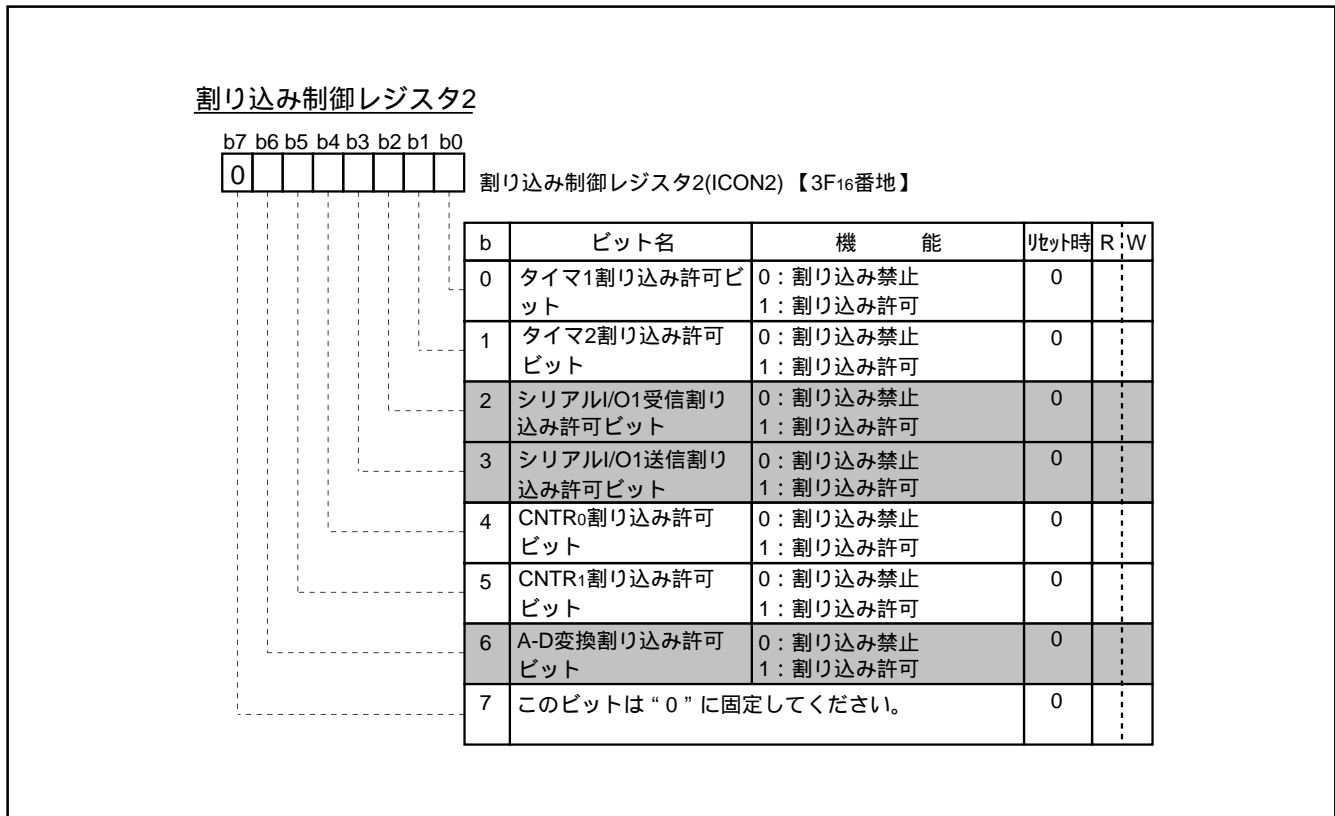 割り込み制御レジスタ2
b7 b6 b5 b4 b3 b2 b1 b0
0
割り込み制御レジスタ2(ICON2)【3F16番地】
b ビット名 機 能 リセット時 R W
0 タイマ1割り込み許可ビ 0：割り込み禁止 0
ット 1：割り込み許可
1 タイマ2割り込み許可 0：割り込み禁止 0
ビット 1：割り込み許可
2 シリアルI/O1受信割り 0：割り込み禁止 0
込み許可ビット 1：割り込み許可
3 シリアルI/O1送信割り 0：割り込み禁止 0
込み許可ビット 1：割り込み許可
4 CNTR0割り込み許可 0：割り込み禁止 0
ビット 1：割り込み許可
5 CNTR1割り込み許可 0：割り込み禁止 0
ビット 1：割り込み許可
6 A-D変換割り込み許可 0：割り込み禁止 0
ビット 1：割り込み許可
7 このビットは“0”に固定してください。 0